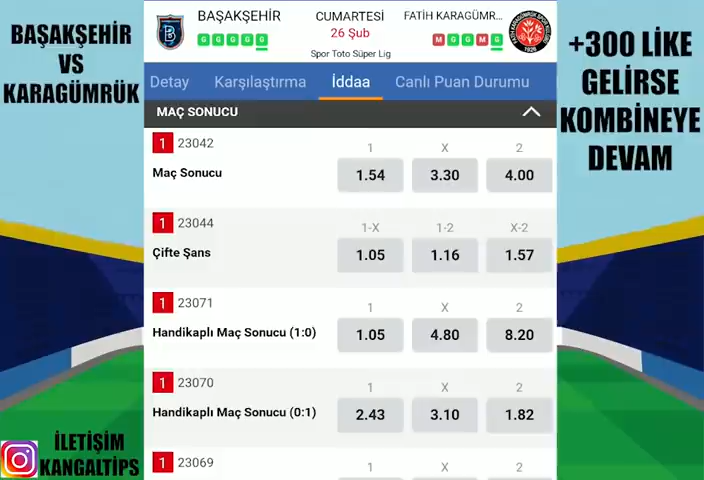 BAŞAKŞEHİR
VS
KARAGÜMRÜK
BAŞAKŞEHİR
G G G G G
CUMARTESİ
26 Şub
Spor Toto Süper Lig
FATİH KARAGÜMR...
M G G M G
+300 LİKE
GELİRSE
KOMBİNEYE
DEVAM
Detay Karşılaştırma İddaa Canlı Puan Durumu
MAÇ SONUCU
1 23042 1 X 2
Maç Sonucu 1.54 3.30 4.00
1 23044 1-X 1-2 X-2
Çifte Şans 1.05 1.16 1.57
1 23071 1 X 2
Handikaplı Maç Sonucu (1:0) 1.05 4.80 8.20
1 23070 1 X 2
Handikaplı Maç Sonucu (0:1) 2.43 3.10 1.82
1 23069 1 X 2
İLETİŞİM
KANGALTIPS